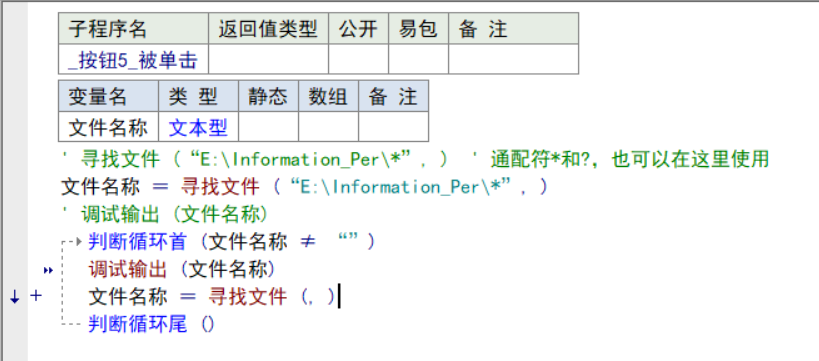 子程序名 返回值类型 公开 易包 备 注
_按钮5_被单击
变量名 类 型 静态 数组 备 注
文件名称 文本型
' 寻找文件 (“E:\Information_Per\*”, ) ' 通配符*和?，也可以在这里使用
文件名称 ＝ 寻找文件 (“E:\Information_Per\*”, )
' 调试输出 (文件名称)
判断循环首 (文件名称 ≠ “”)
调试输出 (文件名称)
文件名称 ＝ 寻找文件 (, )
判断循环尾 ()